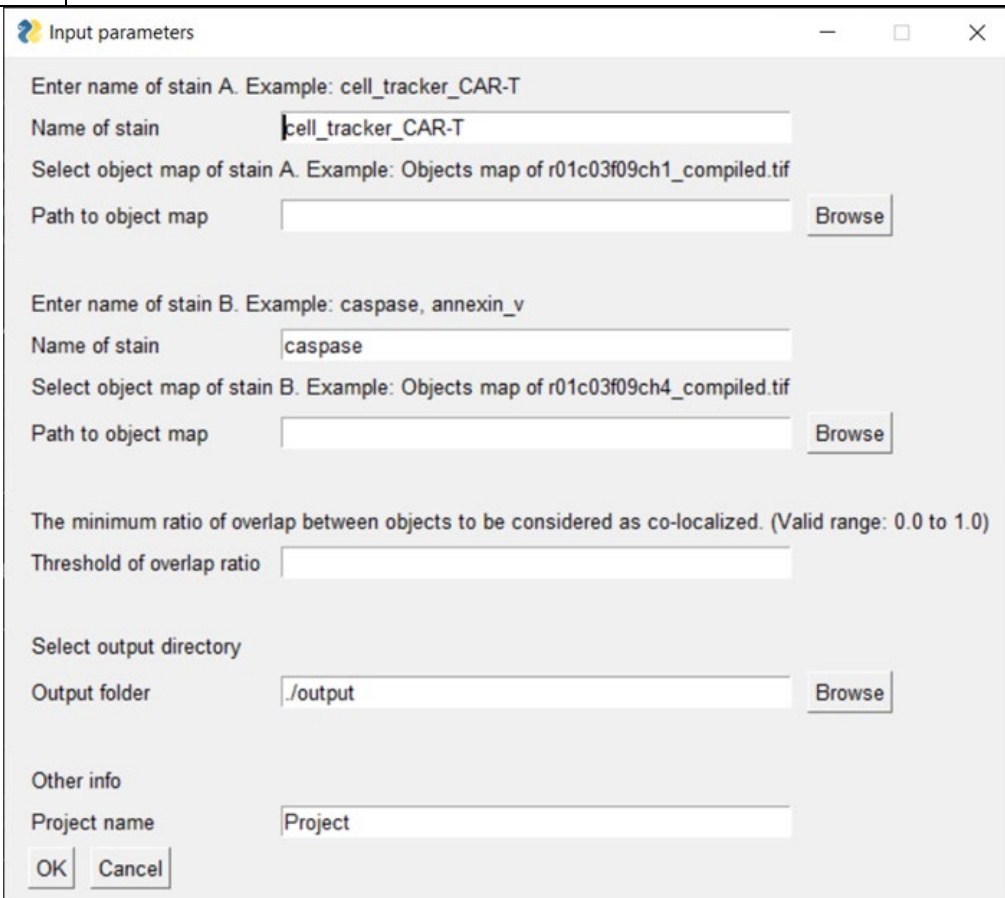 Input parameters
Enter name of stain A. Example: cell_tracker_CAR-T
Name of stain cell_tracker_CAR-T
Select object map of stain A. Example: Objects map of r01c03f09ch1_compiled.tif
Path to object map Browse
Enter name of stain B. Example: caspase, annexin_v
Name of stain caspase
Select object map of stain B. Example: Objects map of r01c03f09ch4_compiled.tif
Path to object map Browse
The minimum ratio of overlap between objects to be considered as co-localized. (Valid range: 0.0 to 1.0)
Threshold of overlap ratio
Select output directory
Output folder ./output Browse
Other info
Project name Project
OK Cancel